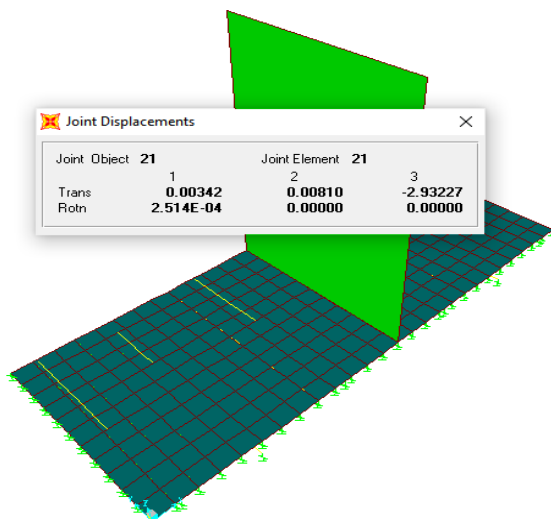 Joint Displacements
Joint Object 21 Joint Element 21
1 2 3
Trans 0.00342 0.00810 -2.93227
Rotn 2.514E-04 0.00000 0.00000